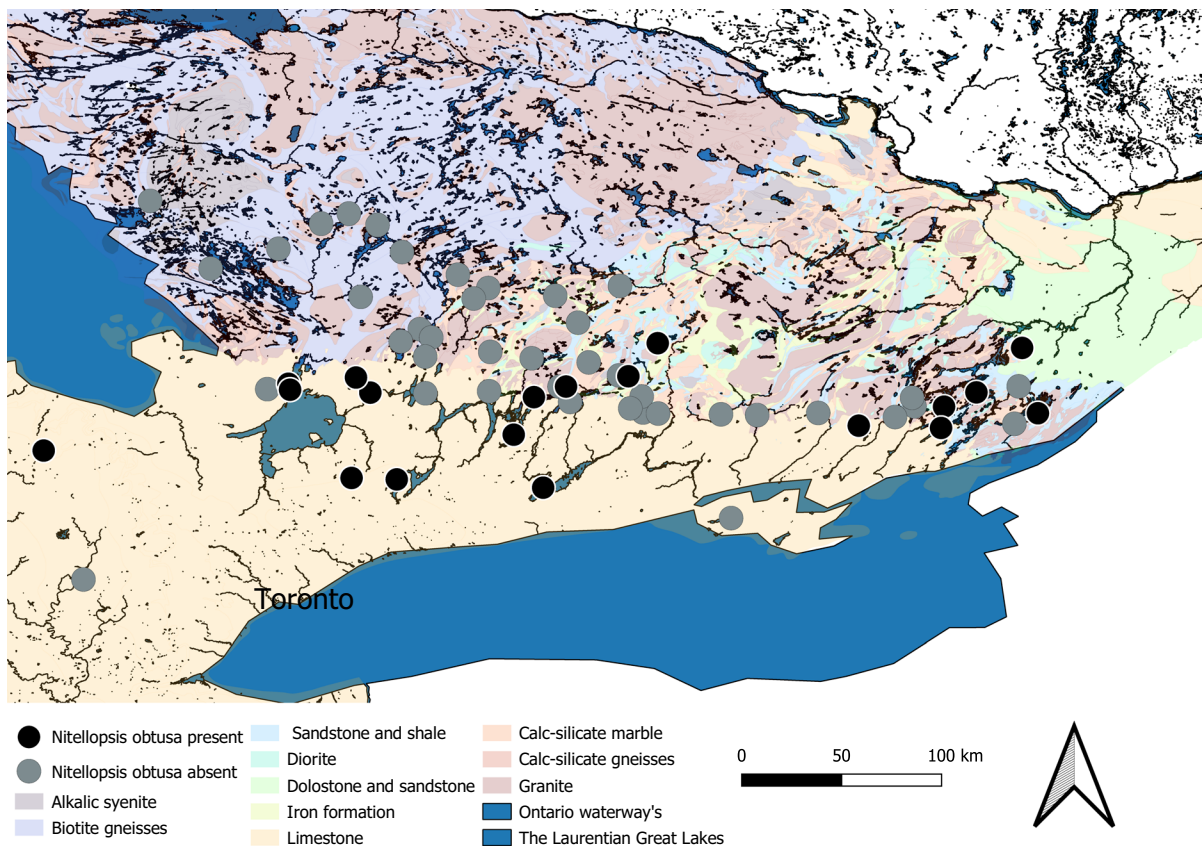 Toronto
Nitellopsis obtusa present
Nitellopsis obtusa absent
Alkalic syenite
Biotite gneisses
Sandstone and shale
Diorite
Dolostone and sandstone
Iron formation
Limestone
Calc-silicate marble
Calc-silicate gneisses
Granite
Ontario waterway's
The Laurentian Great Lakes
0 50 100 km